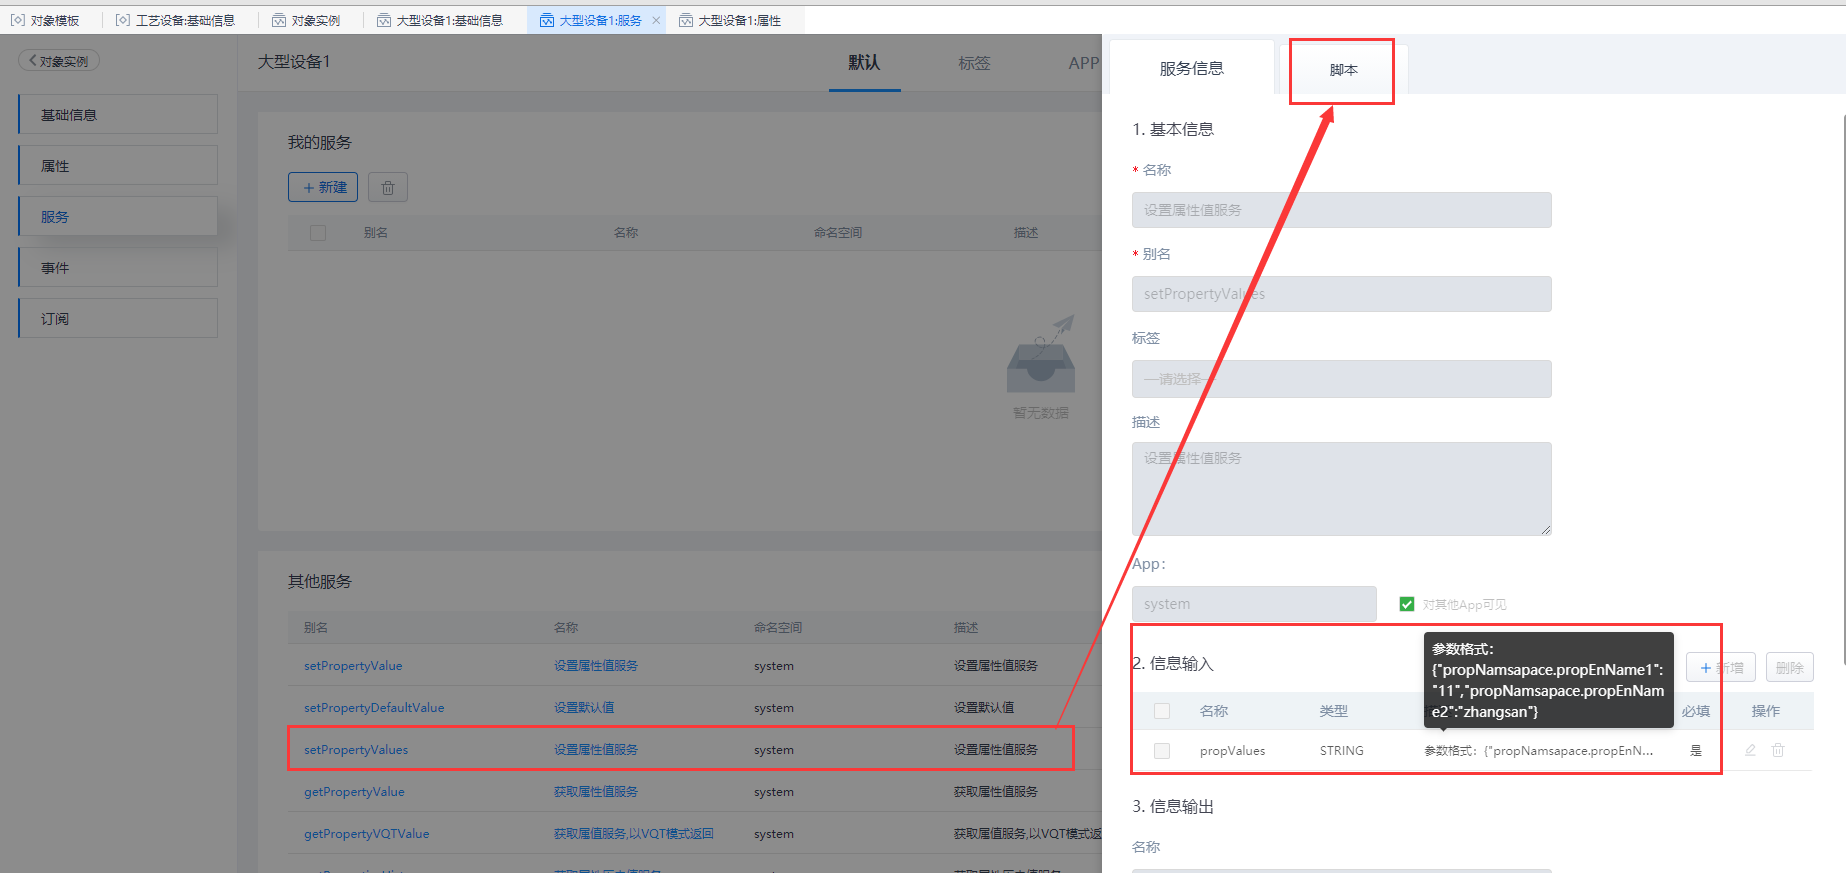 对象模板
工艺设备:基础信息
对象实例
大型设备1:基础信息
大型设备1:服务
大型设备1:属性
对象实例
基础信息
属性
服务
事件
订阅
大型设备1
默认
标签
APP
我的服务
新建
别名 名称 命名空间 描述
暂无数据
其他服务
别名 名称 命名空间 描述
setPropertyValue 设置属性值服务 system 设置属性值服务
setPropertyDefaultValue 设置默认值 system 设置默认值
setPropertyValues 设置属性值服务 system 设置属性值服务
getPropertyValue 获取属性值服务 system 获取属性值服务
getPropertyVQTValue 获取属值服务,以VQT模式返回 system 获取属值服务,以VQT模式返
服务信息
脚本
1. 基本信息
* 名称
设置属性值服务
* 别名
setPropertyValues
标签
—请选择—
描述
设置属性值服务
App：
system
对其他App可见
2. 信息输入
新增
删除
参数格式：
{"propNamsapace.propEnName1":
"11","propNamsapace.propEnNam
e2":"zhangsan"}
名称 类型 必填 操作
propValues STRING 参数格式：{"propNamsapace.propEnN... 是
3. 信息输出
名称